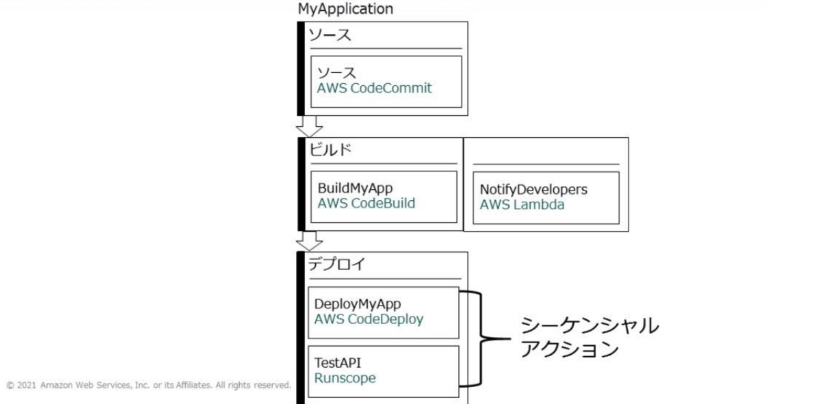 MyApplication
ソース
ソース
AWS CodeCommit
ビルド
BuildMyApp
AWS CodeBuild
NotifyDevelopers
AWS Lambda
デプロイ
DeployMyApp
AWS CodeDeploy
シーケンシャル
アクション
TestAPI
Runscope
© 2021 Amazon Web Services, Inc. or its Affiliates. All rights reserved.